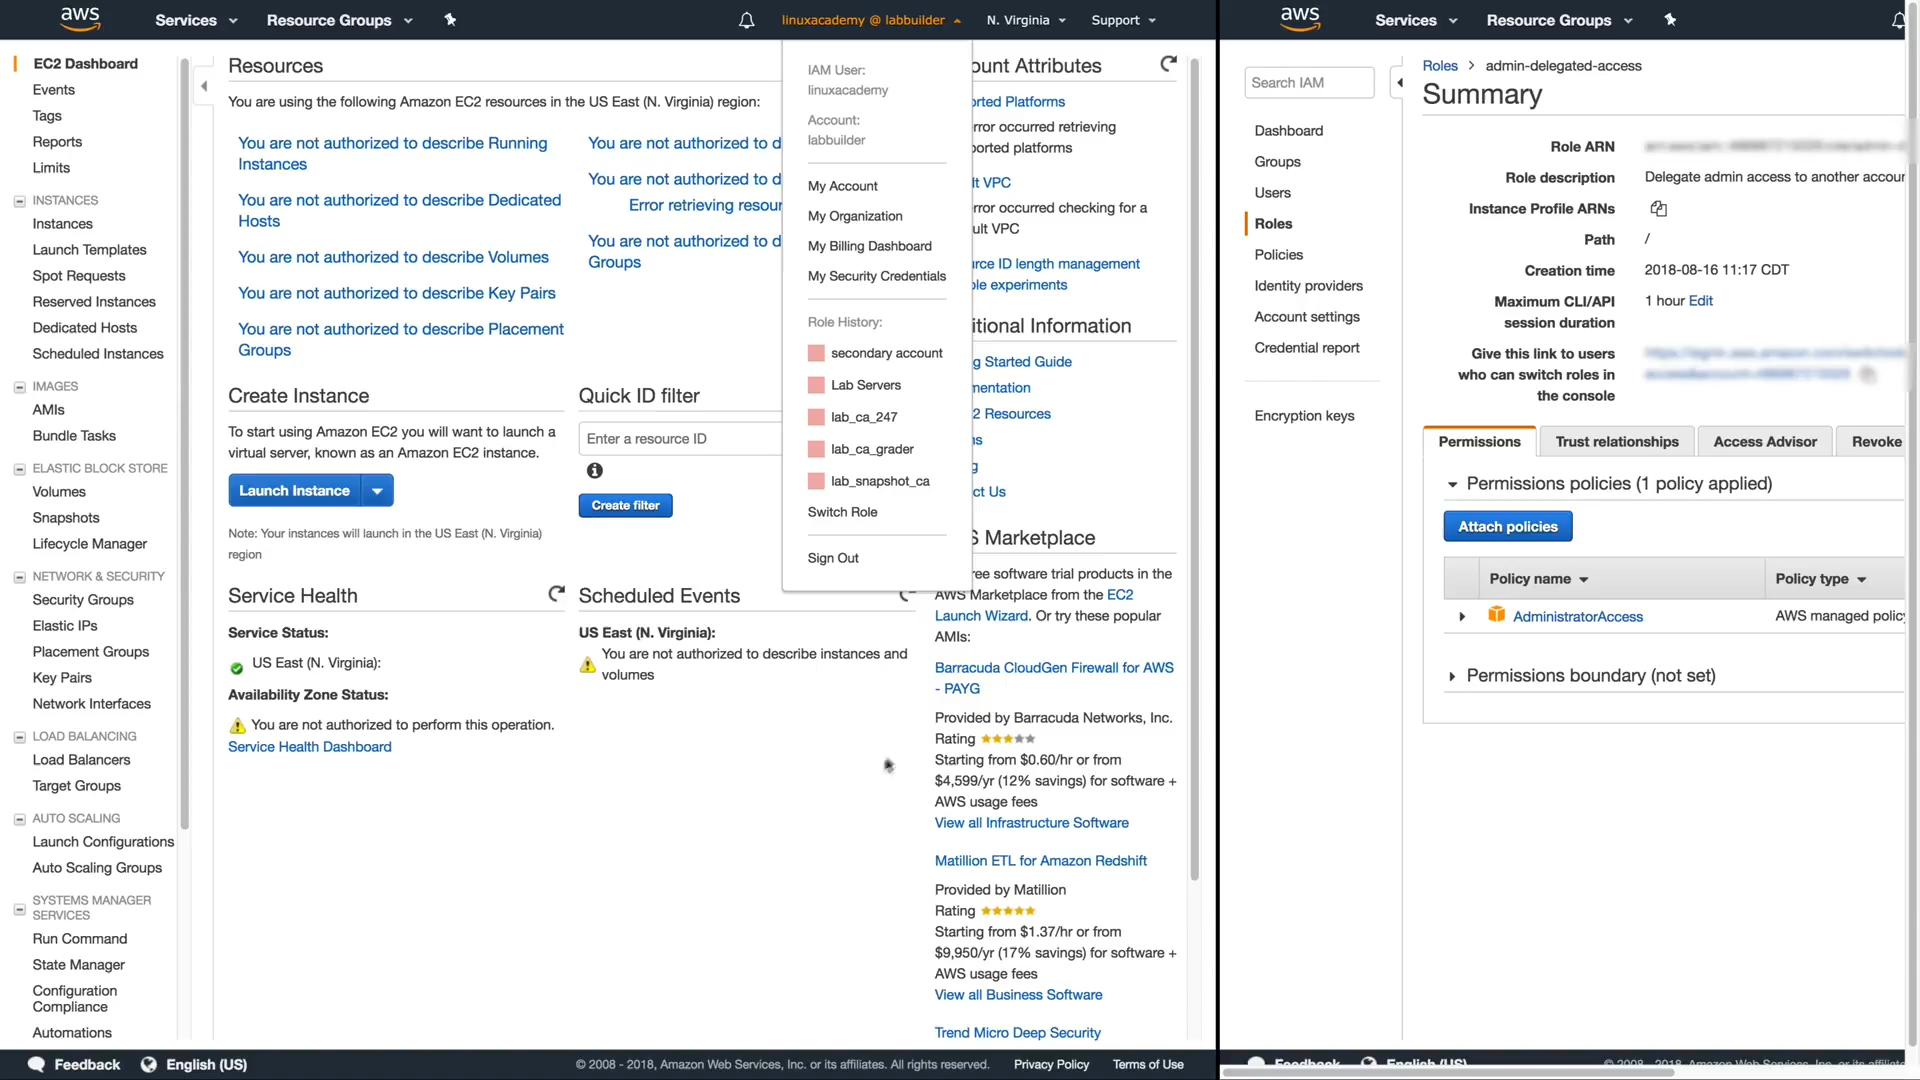 aws
Services
Resource Groups
linuxacademy @ labbuilder
N. Virginia
Support
EC2 Dashboard
Events
Tags
Reports
Limits
INSTANCES
Instances
Launch Templates
Spot Requests
Reserved Instances
Dedicated Hosts
Scheduled Instances
IMAGES
AMIs
Bundle Tasks
ELASTIC BLOCK STORE
Volumes
Snapshots
Lifecycle Manager
NETWORK & SECURITY
Security Groups
Elastic IPs
Placement Groups
Key Pairs
Network Interfaces
LOAD BALANCING
Load Balancers
Target Groups
AUTO SCALING
Launch Configurations
Auto Scaling Groups
SYSTEMS MANAGER
SERVICES
Run Command
State Manager
Configuration
Compliance
Automations
Resources
You are using the following Amazon EC2 resources in the US East (N. Virginia) region:
You are not authorized to describe Running
Instances
You are not authorized to describe Dedicated
Hosts
You are not authorized to describe Volumes
You are not authorized to describe Key Pairs
You are not authorized to describe Placement
Groups
You are not authorized to d
You are not authorized to d
Error retrieving resour
You are not authorized to d
Groups
Create Instance
To start using Amazon EC2 you will want to launch a
virtual server, known as an Amazon EC2 instance.
Launch Instance
Note: Your instances will launch in the US East (N. Virginia)
region
Quick ID filter
Enter a resource ID
Create filter
Service Health
Service Status:
US East (N. Virginia):
Availability Zone Status:
You are not authorized to perform this operation.
Service Health Dashboard
Scheduled Events
US East (N. Virginia):
You are not authorized to describe instances and
volumes
IAM User:
linuxacademy
Account:
labbuilder
My Account
My Organization
My Billing Dashboard
My Security Credentials
Role History:
secondary account
Lab Servers
lab_ca_247
lab_ca_grader
lab_snapshot_ca
Switch Role
Sign Out
ount Attributes
orted Platforms
rror occurred retrieving
ported platforms
lt VPC
rror occurred checking for a
ult VPC
urce ID length management
ole experiments
itional Information
g Started Guide
mentation
2 Resources
ns
g
ct Us
S Marketplace
ree software trial products in the
AWS Marketplace from the EC2
Launch Wizard. Or try these popular
AMIs:
Barracuda CloudGen Firewall for AWS
- PAYG
Provided by Barracuda Networks, Inc.
Rating
Starting from $0.60/hr or from
$4,599/yr (12% savings) for software +
AWS usage fees
View all Infrastructure Software
Matillion ETL for Amazon Redshift
Provided by Matillion
Rating
Starting from $1.37/hr or from
$9,950/yr (17% savings) for software +
AWS usage fees
View all Business Software
Trend Micro Deep Security
Feedback
English (US)
© 2008 - 2018, Amazon Web Services, Inc. or its affiliates. All rights reserved.
Privacy Policy
Terms of Use
aws
Services
Resource Groups
Search IAM
Dashboard
Groups
Users
Roles
Policies
Identity providers
Account settings
Credential report
Encryption keys
Roles > admin-delegated-access
Summary
Role ARN
Role description Delegate admin access to another accour
Instance Profile ARNs
Path /
Creation time 2018-08-16 11:17 CDT
Maximum CLI/API 1 hour Edit
session duration
Give this link to users
who can switch roles in
the console
Permissions
Trust relationships
Access Advisor
Revoke
Permissions policies (1 policy applied)
Attach policies
Policy name
Policy type
AdministratorAccess
AWS managed policy
Permissions boundary (not set)
Feedback
English (US)
© 2008 - 2018, Amazon Web Services, Inc. or its affiliate